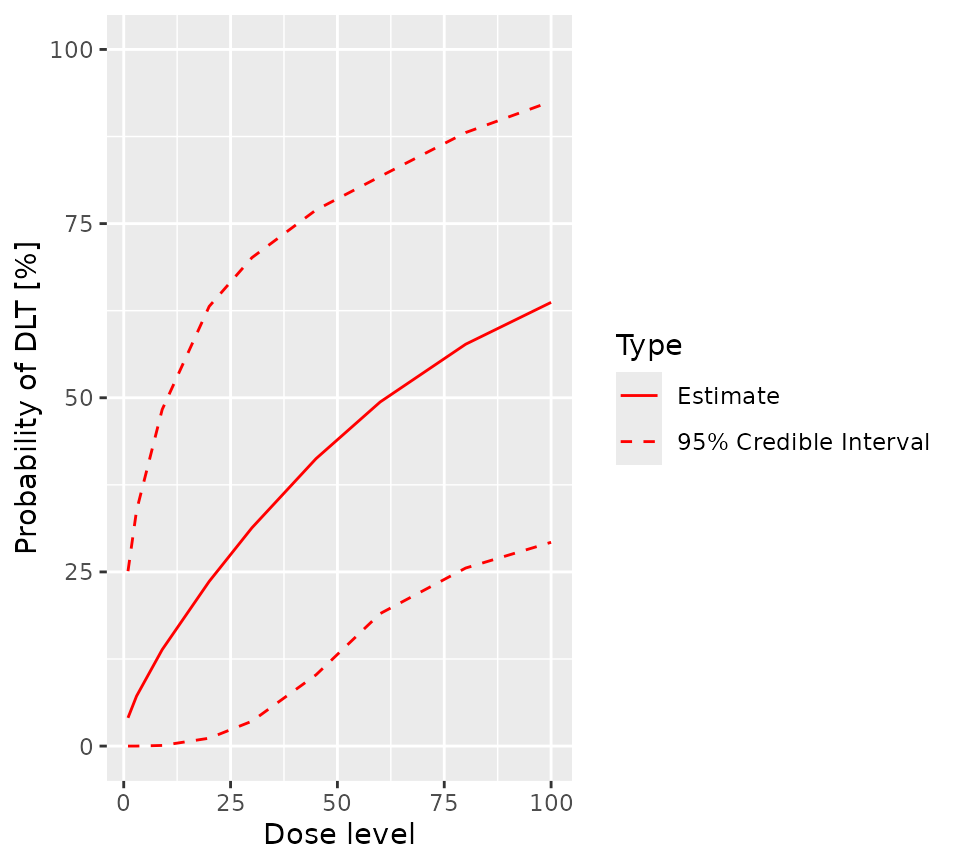 Probability of DLT [%]
100
75
50
25
0
0 25 50 75 100
Dose level
Type
Estimate
95% Credible Interval